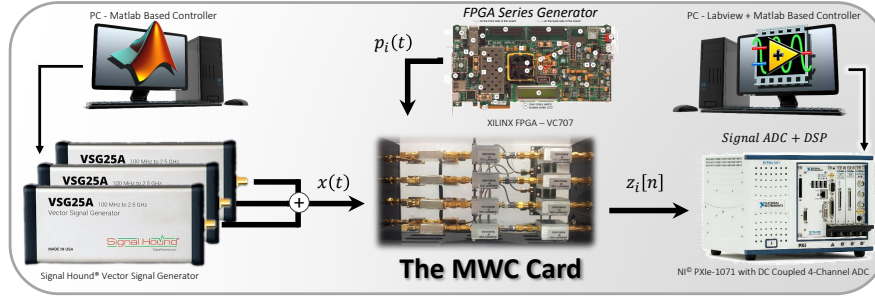 PC - Matlab Based Controller
FPGA Series Generator
PC - Labview + Matlab Based Controller
p_i(t)
XILINX FPGA – VC707
Signal ADC + DSP
VSG25A 100 MHz to 2.5 GHz
VSG25A 100 MHz to 2.5 GHz
VSG25A 100 MHz to 2.5 GHz
Vector Signal Generator
Signal Hound
MADE IN USA
+
x(t)
z_i[n]
The MWC Card
Signal Hound® Vector Signal Generator
NI© PXIe-1071 with DC Coupled 4-Channel ADC